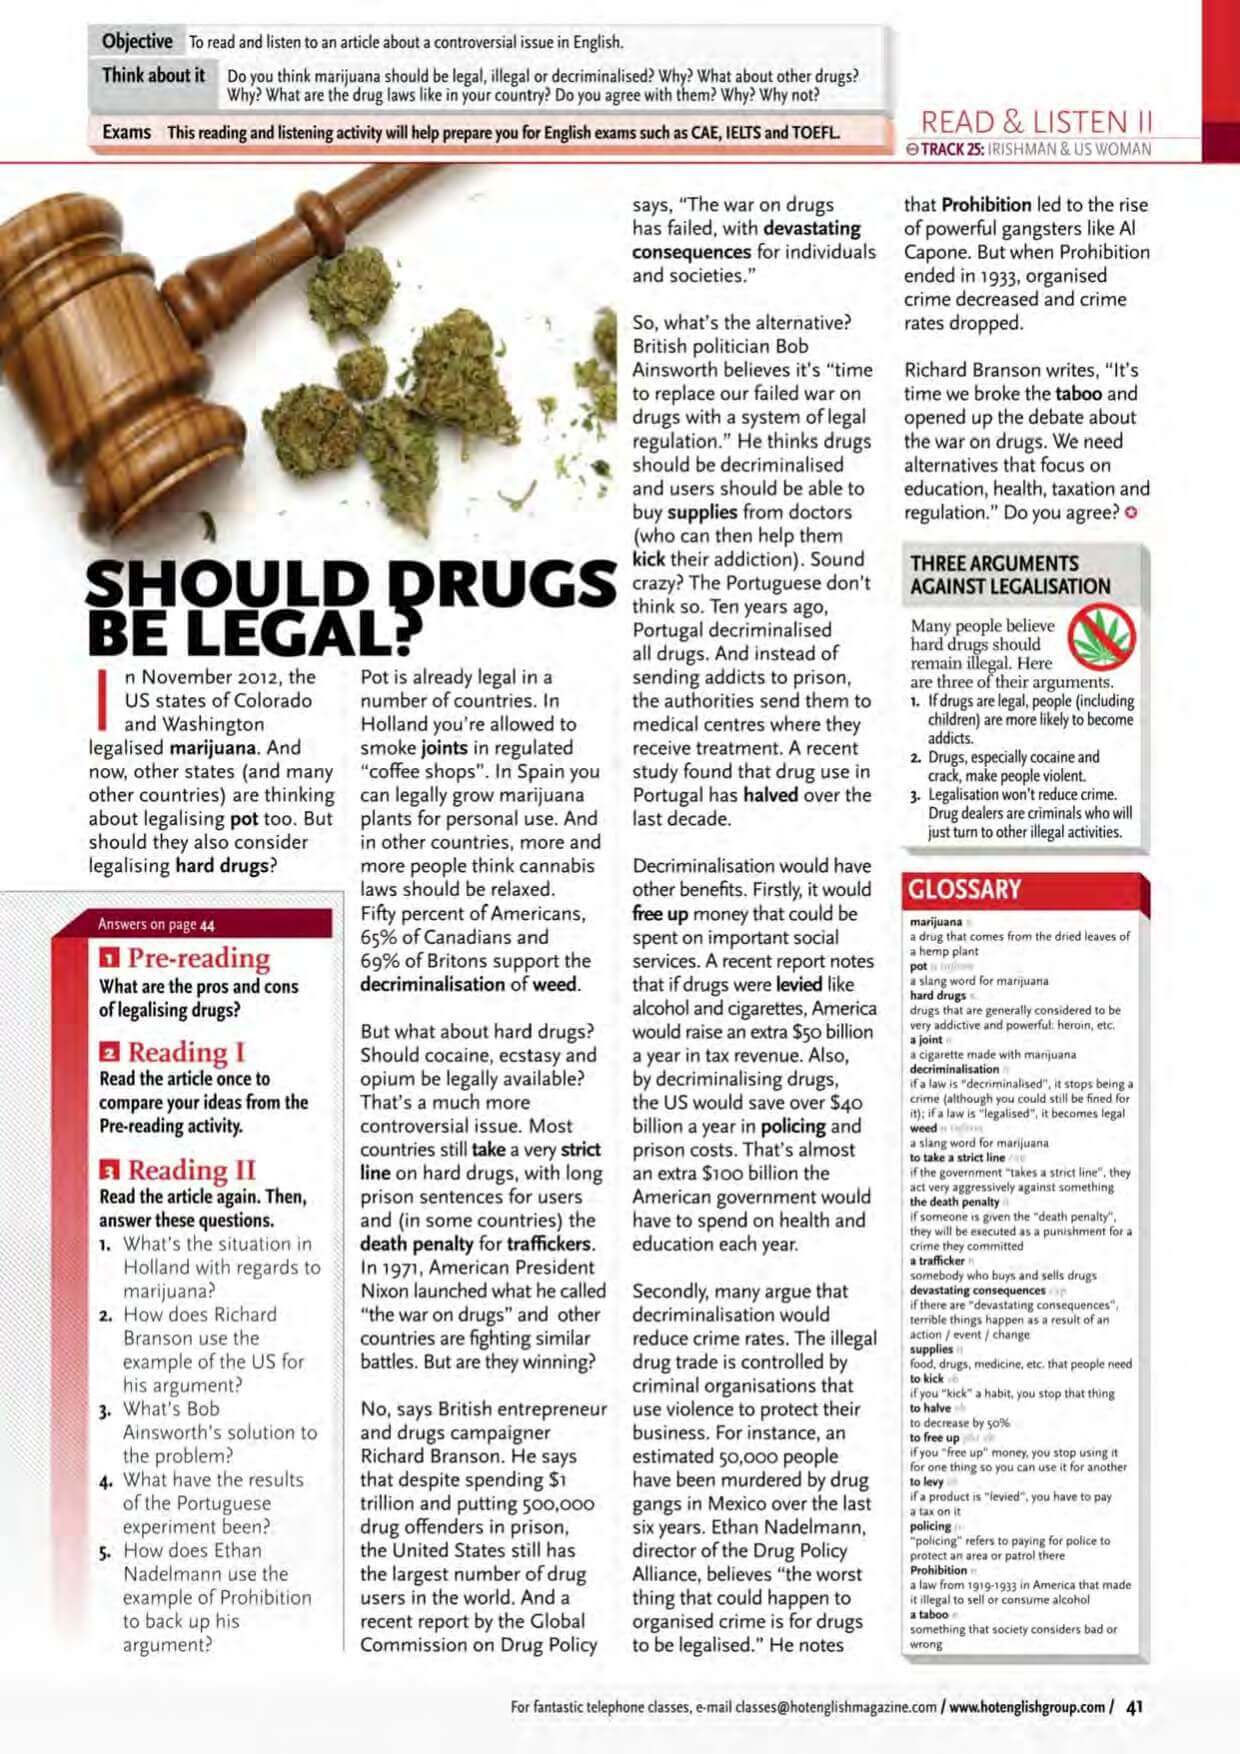 Objective To read and listen to an article about a controversial issue in English.
Think about it Do you think marijuana should be legal, illegal or decriminalised? Why? What about other drugs?
Why? What are the drug laws like in your country? Do you agree with them? Why? Why not?
Exams This reading and listening activity will help prepare you for English exams such as CAE, IELTS and TOEFL.
READ & LISTEN II
TRACK 25: IRISHMAN & US WOMAN
SHOULD DRUGS
BE LEGAL?
In November 2012, the
US states of Colorado
and Washington
legalised marijuana. And
now, other states (and many
other countries) are thinking
about legalising pot too. But
should they also consider
legalising hard drugs?
Answers on page 44
1 Pre-reading
What are the pros and cons
of legalising drugs?
2 Reading I
Read the article once to
compare your ideas from the
Pre-reading activity.
3 Reading II
Read the article again. Then,
answer these questions.
1. What's the situation in
Holland with regards to
marijuana?
2. How does Richard
Branson use the
example of the US for
his argument?
3. What's Bob
Ainsworth's solution to
the problem?
4. What have the results
of the Portuguese
experiment been?
5. How does Ethan
Nadelmann use the
example of Prohibition
to back up his
argument?
Pot is already legal in a
number of countries. In
Holland you're allowed to
smoke joints in regulated
"coffee shops". In Spain you
can legally grow marijuana
plants for personal use. And
in other countries, more and
more people think cannabis
laws should be relaxed.
Fifty percent of Americans,
65% of Canadians and
69% of Britons support the
decriminalisation of weed.
But what about hard drugs?
Should cocaine, ecstasy and
opium be legally available?
That's a much more
controversial issue. Most
countries still take a very strict
line on hard drugs, with long
prison sentences for users
and (in some countries) the
death penalty for traffickers.
In 1971, American President
Nixon launched what he called
"the war on drugs" and other
countries are fighting similar
battles. But are they winning?
No, says British entrepreneur
and drugs campaigner
Richard Branson. He says
that despite spending $1
trillion and putting 500,000
drug offenders in prison,
the United States still has
the largest number of drug
users in the world. And a
recent report by the Global
Commission on Drug Policy
says, "The war on drugs
has failed, with devastating
consequences for individuals
and societies."
So, what's the alternative?
British politician Bob
Ainsworth believes it's "time
to replace our failed war on
drugs with a system of legal
regulation." He thinks drugs
should be decriminalised
and users should be able to
buy supplies from doctors
(who can then help them
kick their addiction). Sound
crazy? The Portuguese don't
think so. Ten years ago,
Portugal decriminalised
all drugs. And instead of
sending addicts to prison,
the authorities send them to
medical centres where they
receive treatment. A recent
study found that drug use in
Portugal has halved over the
last decade.
Decriminalisation would have
other benefits. Firstly, it would
free up money that could be
spent on important social
services. A recent report notes
that if drugs were levied like
alcohol and cigarettes, America
would raise an extra $50 billion
a year in tax revenue. Also,
by decriminalising drugs,
the US would save over $40
billion a year in policing and
prison costs. That's almost
an extra $100 billion the
American government would
have to spend on health and
education each year.
Secondly, many argue that
decriminalisation would
reduce crime rates. The illegal
drug trade is controlled by
criminal organisations that
use violence to protect their
business. For instance, an
estimated 50,000 people
have been murdered by drug
gangs in Mexico over the last
six years. Ethan Nadelmann,
director of the Drug Policy
Alliance, believes "the worst
thing that could happen to
organised crime is for drugs
to be legalised." He notes
that Prohibition led to the rise
of powerful gangsters like Al
Capone. But when Prohibition
ended in 1933, organised
crime decreased and crime
rates dropped.
Richard Branson writes, "It's
time we broke the taboo and
opened up the debate about
the war on drugs. We need
alternatives that focus on
education, health, taxation and
regulation." Do you agree?
THREE ARGUMENTS
AGAINST LEGALISATION
Many people believe
hard drugs should
remain illegal. Here
are three of their arguments.
1. If drugs are legal, people (including
children) are more likely to become
addicts.
2. Drugs, especially cocaine and
crack, make people violent.
3. Legalisation won't reduce crime.
Drug dealers are criminals who will
just turn to other illegal activities.
GLOSSARY
marijuana n
a drug that comes from the dried leaves of
a hemp plant
pot
a slang word for marijuana
hard drugs
drugs that are generally considered to be
very addictive and powerful: heroin, etc.
a joint
a cigarette made with marijuana
decriminalisation
if a law is "decriminalised", it stops being a
crime (although you could still be fined for
it); if a law is "legalised", it becomes legal
weed
a slang word for marijuana
to take a strict line
if the government "takes a strict line", they
act very aggressively against something
the death penalty
if someone is given the "death penalty",
they will be executed as a punishment for a
crime they committed
a trafficker
somebody who buys and sells drugs
devastating consequences
if there are "devastating consequences",
terrible things happen as a result of an
action / event / change
supplies
food, drugs, medicine, etc. that people need
to kick
if you "kick" a habit, you stop that thing
to halve
to decrease by 50%
to free up
if you "free up" money, you stop using it
for one thing so you can use it for another
to levy
if a product is "levied", you have to pay
a tax on it
policing
"policing" refers to paying for police to
protect an area or patrol there
Prohibition
a law from 1919-1933 in America that made
it illegal to sell or consume alcohol
a taboo
something that society considers bad or
wrong
For fantastic telephone classes, e-mail classes@hotenglishmagazine.com / www.hotenglishgroup.com / 41